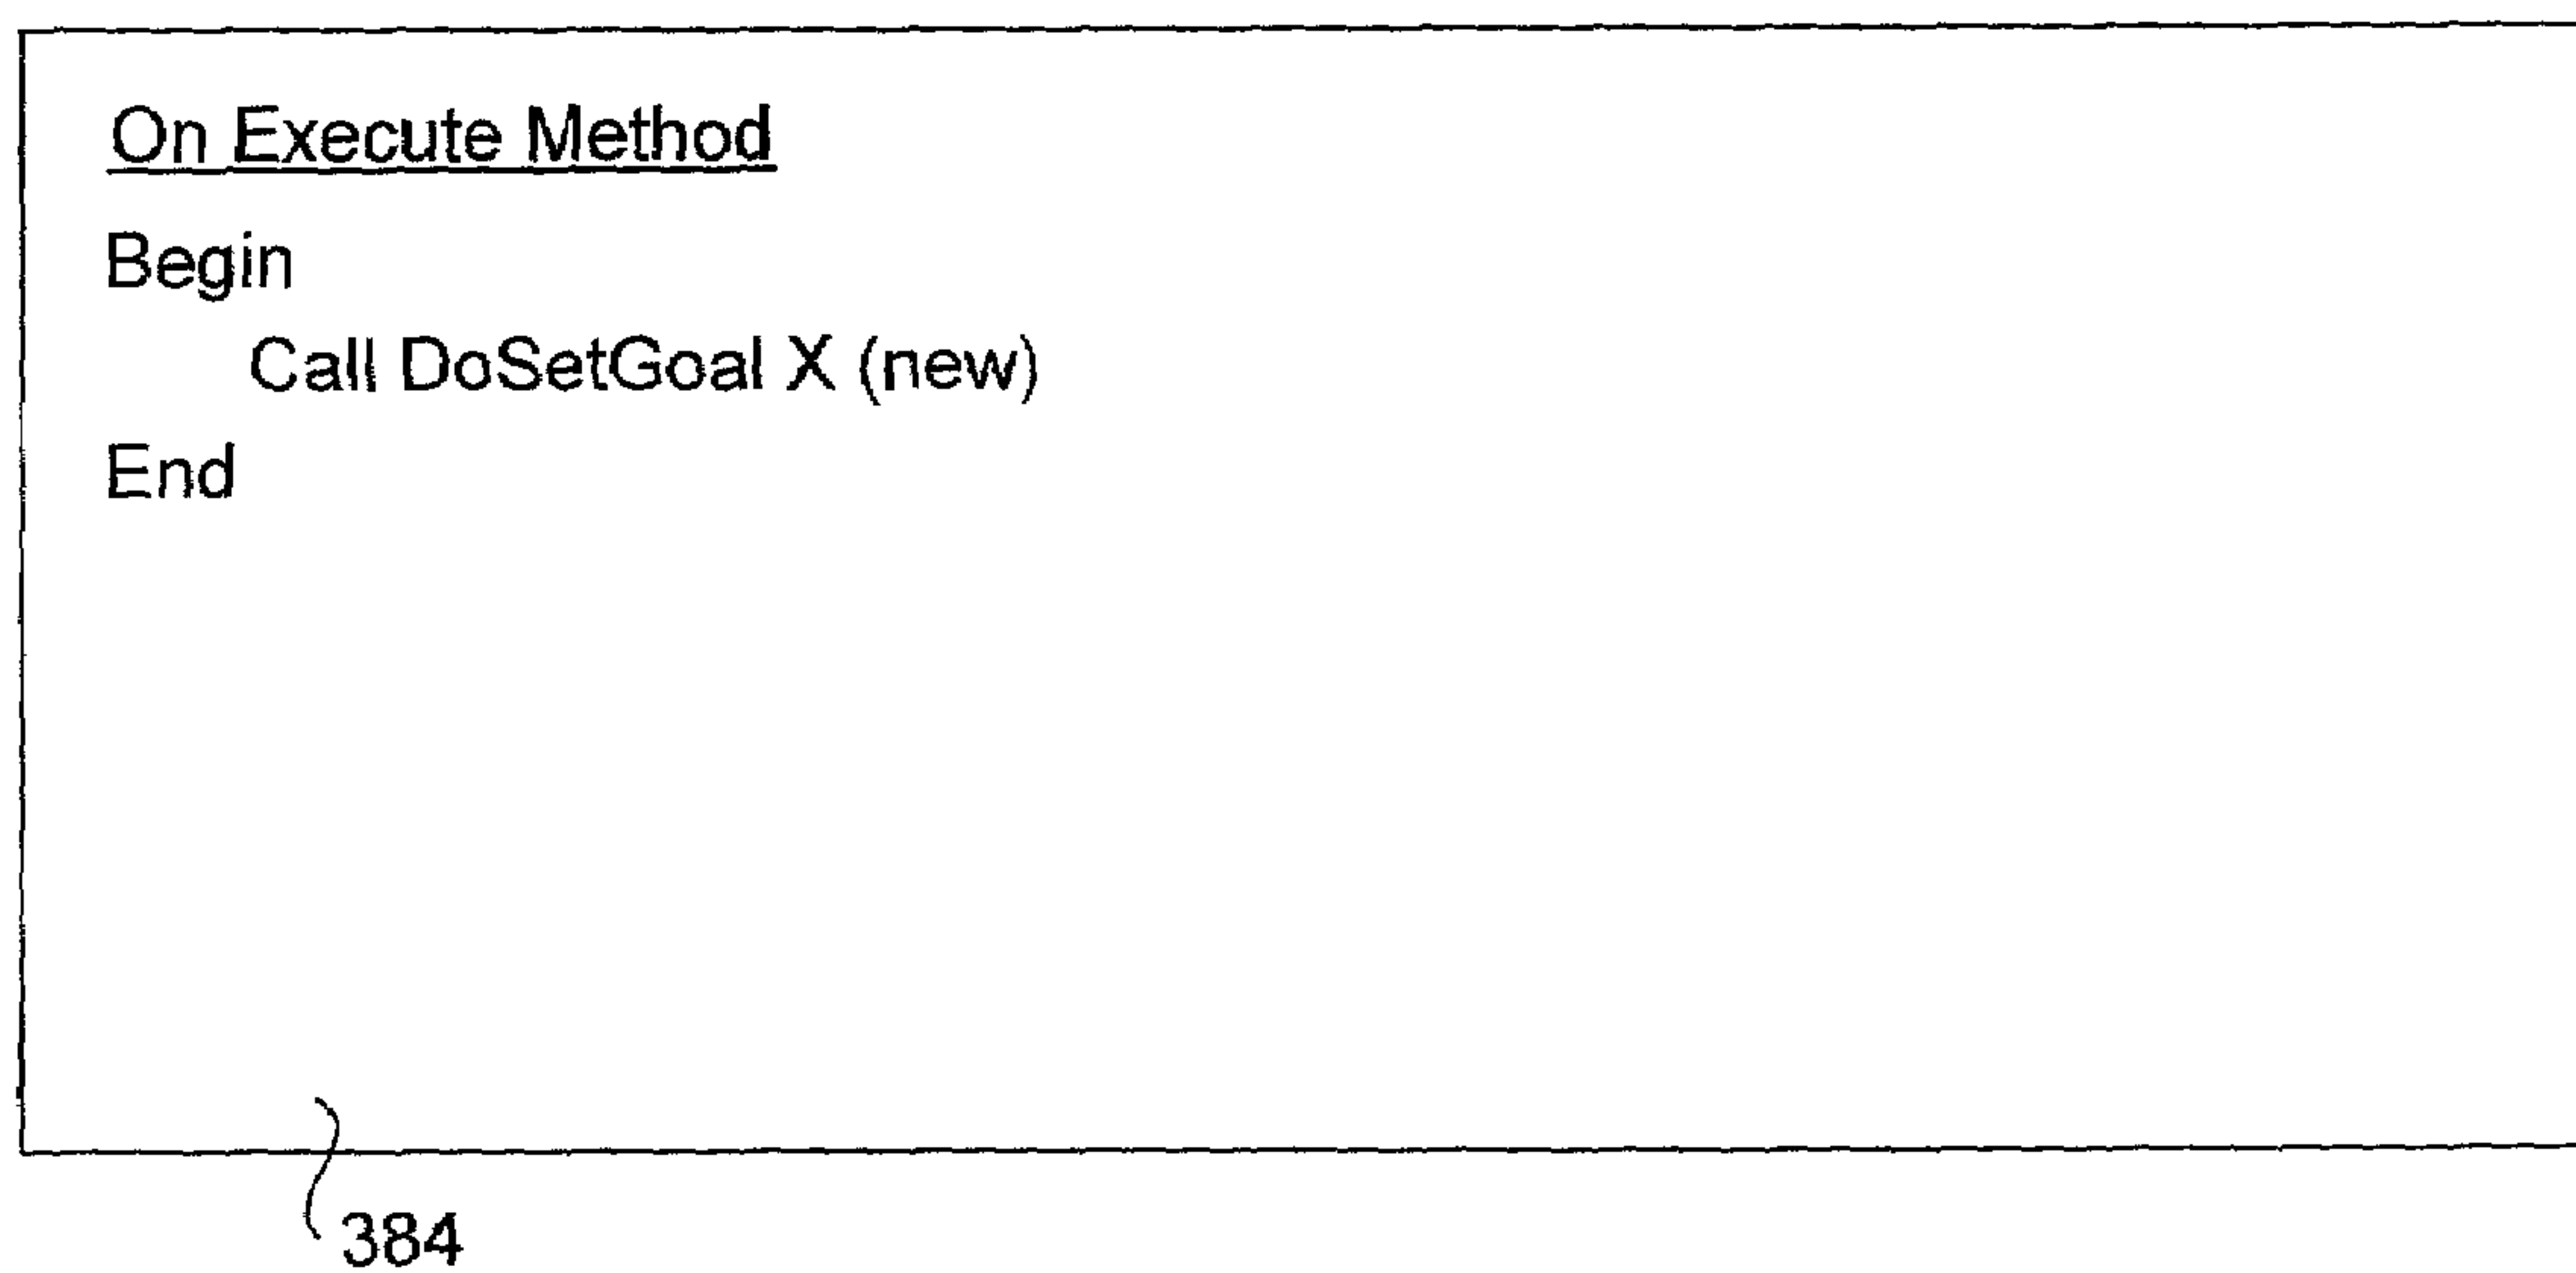 On Execute Method
Begin
Call DoSetGoal X (new)
End
384